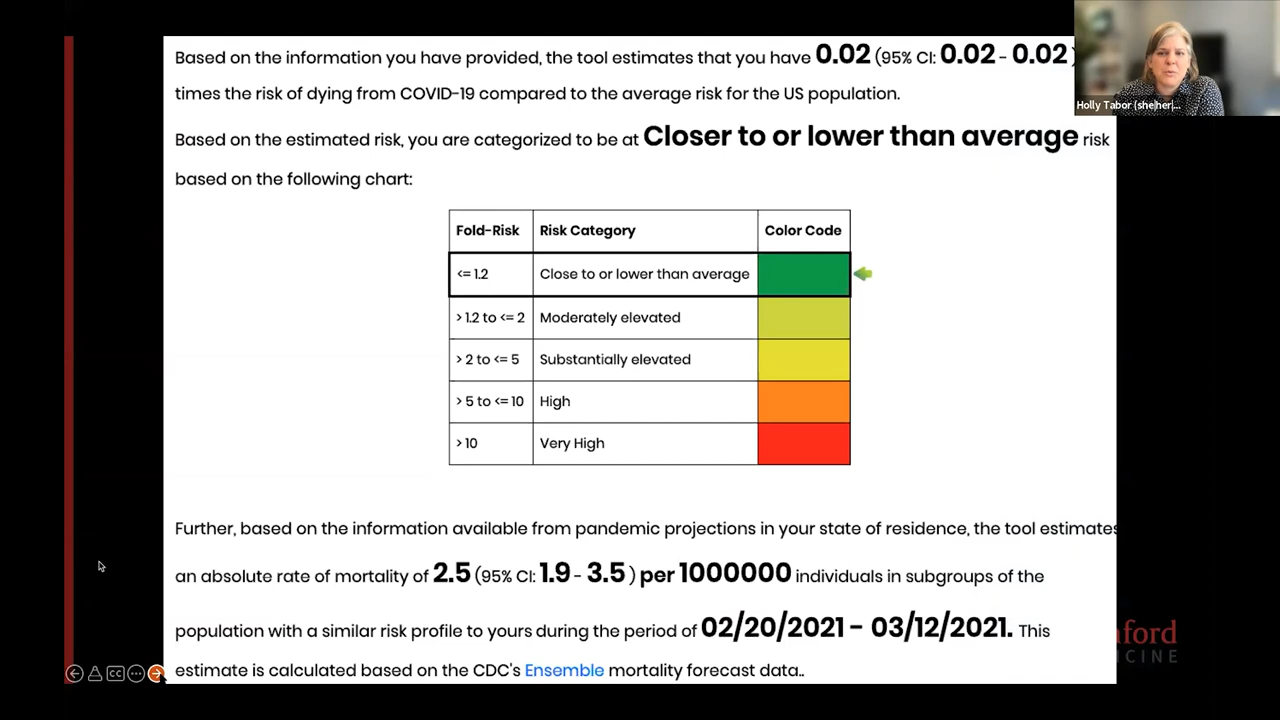 Based on the information you have provided, the tool estimates that you have 0.02 (95% CI: 0.02 - 0.02
Holly Tabor (she|her|...
times the risk of dying from COVID-19 compared to the average risk for the US population.
Based on the estimated risk, you are categorized to be at Closer to or lower than average risk
based on the following chart:
Fold-Risk Risk Category Color Code
<= 1.2 Close to or lower than average
> 1.2 to <= 2 Moderately elevated
> 2 to <= 5 Substantially elevated
> 5 to <= 10 High
> 10 Very High
Further, based on the information available from pandemic projections in your state of residence, the tool estimates
an absolute rate of mortality of 2.5 (95% CI: 1.9 - 3.5 ) per 1000000 individuals in subgroups of the
population with a similar risk profile to yours during the period of 02/20/2021 - 03/12/2021. This
estimate is calculated based on the CDC's Ensemble mortality forecast data..
CC